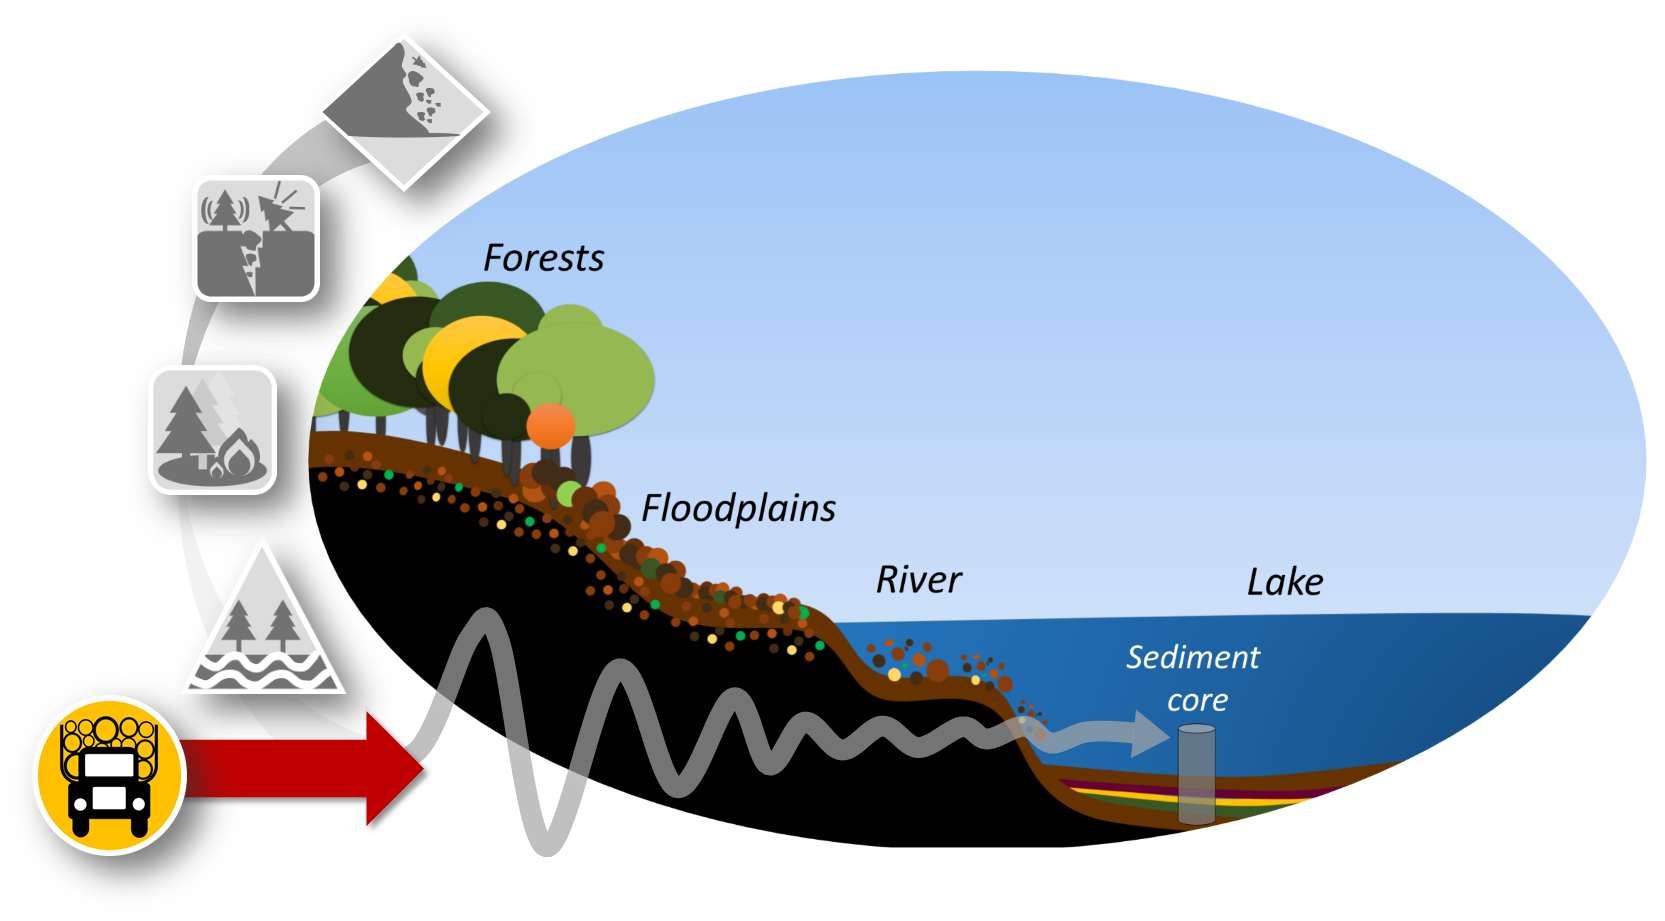 Forests
Floodplains
River
Lake
Sediment
core